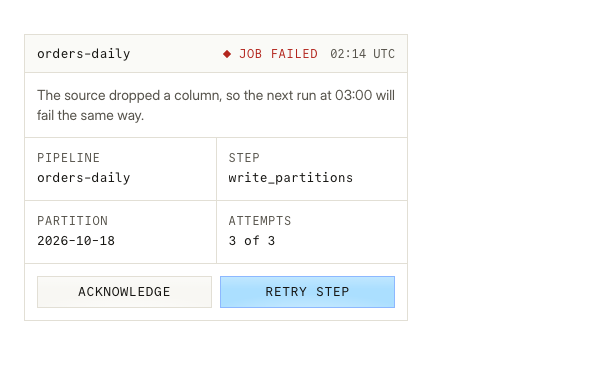 orders-daily ◆ JOB FAILED 02:14 UTC
The source dropped a column, so the next run at 03:00 will
fail the same way.
PIPELINE STEP
orders-daily write_partitions
PARTITION ATTEMPTS
2026-10-18 3 of 3
ACKNOWLEDGE RETRY STEP